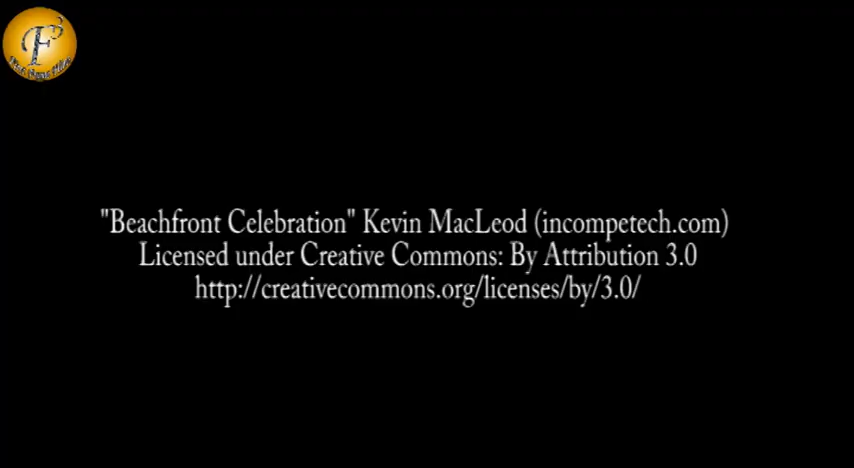 "Beachfront Celebration" Kevin MacLeod (incompetech.com)
Licensed under Creative Commons: By Attribution 3.0
http://creativecommons.org/licenses/by/3.0/